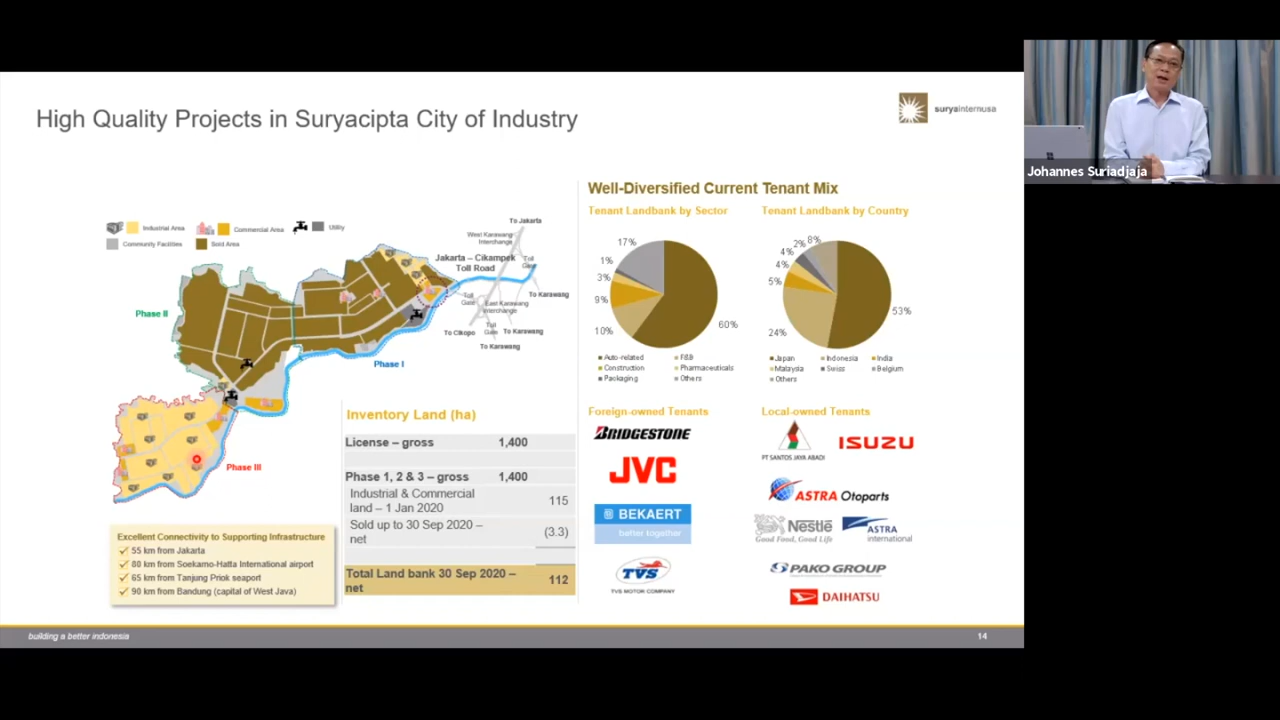 High Quality Projects in Suryacipta City of Industry
suryainternusa
Johannes Suriadjaja
Industrial Area
Commercial Area
Utility
Community Facilities
Sold Area
To Jakarta
West Karawang
Interchange
Jakarta – Cikampek
Toll Road
Toll
Gate
To Karawang
Toll
Gate
East Karawang
Interchange
To Cikopo
Toll
Gate
To Karawang
To Karawang
Phase II
Phase I
Phase III
Excellent Connectivity to Supporting Infrastructure
55 km from Jakarta
80 km from Soekarno-Hatta International airport
65 km from Tanjung Priok seaport
90 km from Bandung (capital of West Java)
Inventory Land (ha)
License – gross 1,400
Phase 1, 2 & 3 – gross 1,400
Industrial & Commercial
land – 1 Jan 2020 115
Sold up to 30 Sep 2020 –
net (3.3)
Total Land bank 30 Sep 2020 –
net 112
Well-Diversified Current Tenant Mix
Tenant Landbank by Sector
17%
1%
3%
9%
10%
60%
Auto-related F&B
Construction Pharmaceuticals
Packaging Others
Tenant Landbank by Country
8%
2%
4%
4%
5%
24%
53%
Japan Indonesia India
Malaysia Swiss Belgium
Others
Foreign-owned Tenants
BRIDGESTONE
JVC
BEKAERT
better together
TVS
TVS MOTOR COMPANY
Local-owned Tenants
PT SANTOS JAYA ABADI
ISUZU
ASTRA Otoparts
Nestle
Good Food, Good Life
ASTRA
international
PAKO GROUP
DAIHATSU
building a better indonesia
14